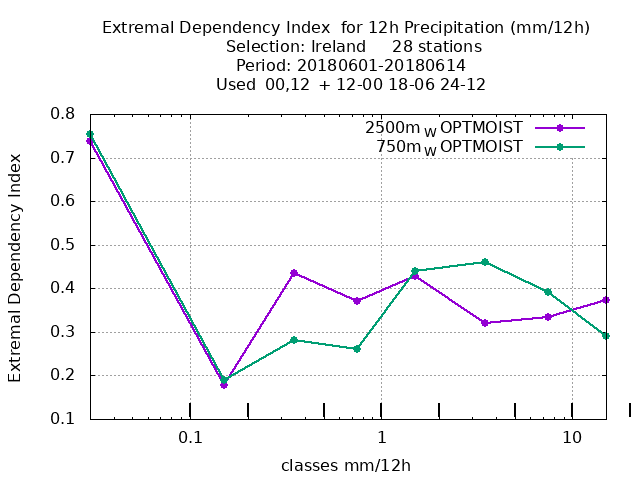 Extremal Dependency Index  for 12h Precipitation (mm/12h)
Selection: Ireland     28 stations
Period: 20180601-20180614
Used  00,12  + 12-00 18-06 24-12
2500m W OPTMOIST
750m W OPTMOIST
Extremal Dependency Index
0.8
0.7
0.6
0.5
0.4
0.3
0.2
0.1
0.1 1 10
classes mm/12h